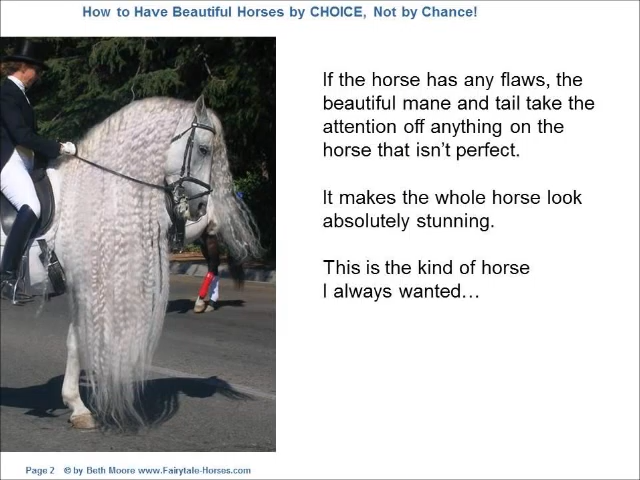 How to Have Beautiful Horses by CHOICE, Not by Chance!
If the horse has any flaws, the
beautiful mane and tail take the
attention off anything on the
horse that isn't perfect.
It makes the whole horse look
absolutely stunning.
This is the kind of horse
I always wanted…
Page 2 © by Beth Moore www.Fairytale-Horses.com